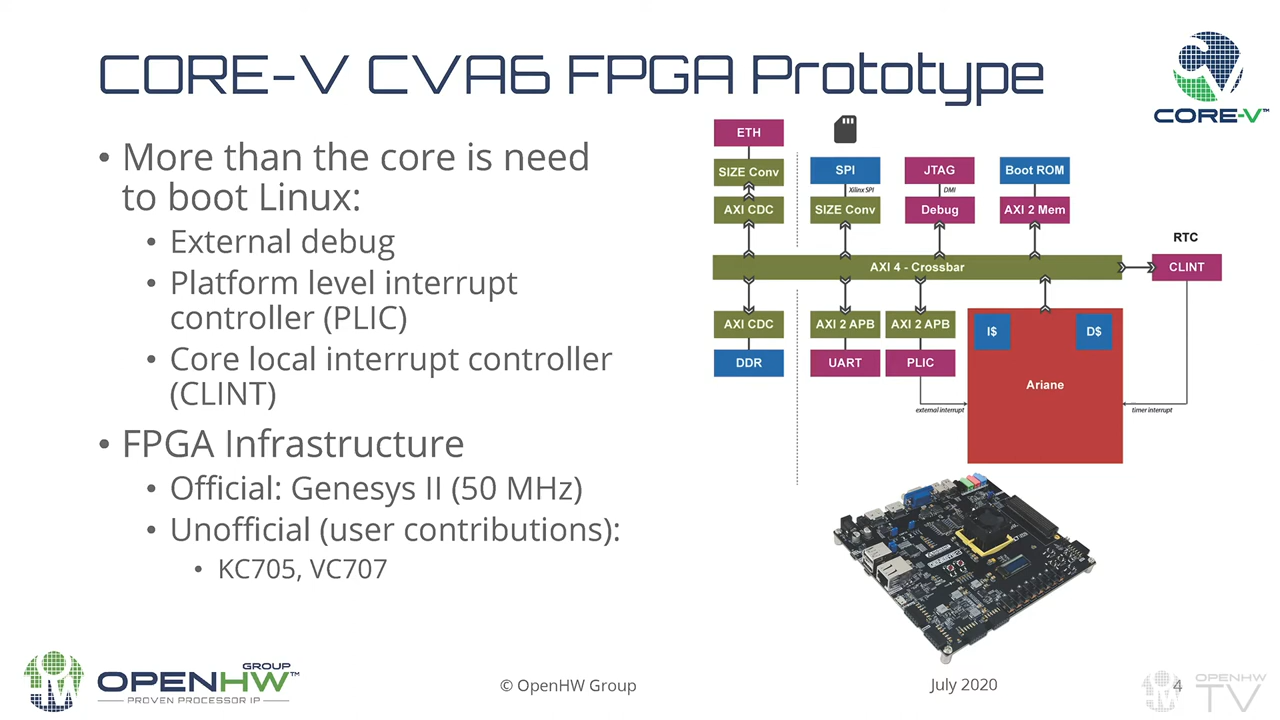 CORE-V CVA6 FPGA Prototype
CORE-V™
• More than the core is need
to boot Linux:
• External debug
• Platform level interrupt
controller (PLIC)
• Core local interrupt controller
(CLINT)
• FPGA Infrastructure
• Official: Genesys II (50 MHz)
• Unofficial (user contributions):
• KC705, VC707
ETH
SIZE Conv
SPI
JTAG
Boot ROM
Xilinx SPI
DMI
AXI CDC
SIZE Conv
Debug
AXI 2 Mem
RTC
AXI 4 - Crossbar
CLINT
AXI CDC
AXI 2 APB
AXI 2 APB
I$
D$
DDR
UART
PLIC
Ariane
external interrupt
timer interrupt
OPENHW™
GROUP
PROVEN PROCESSOR IP
© OpenHW Group
July 2020
4
OPENHW
TV